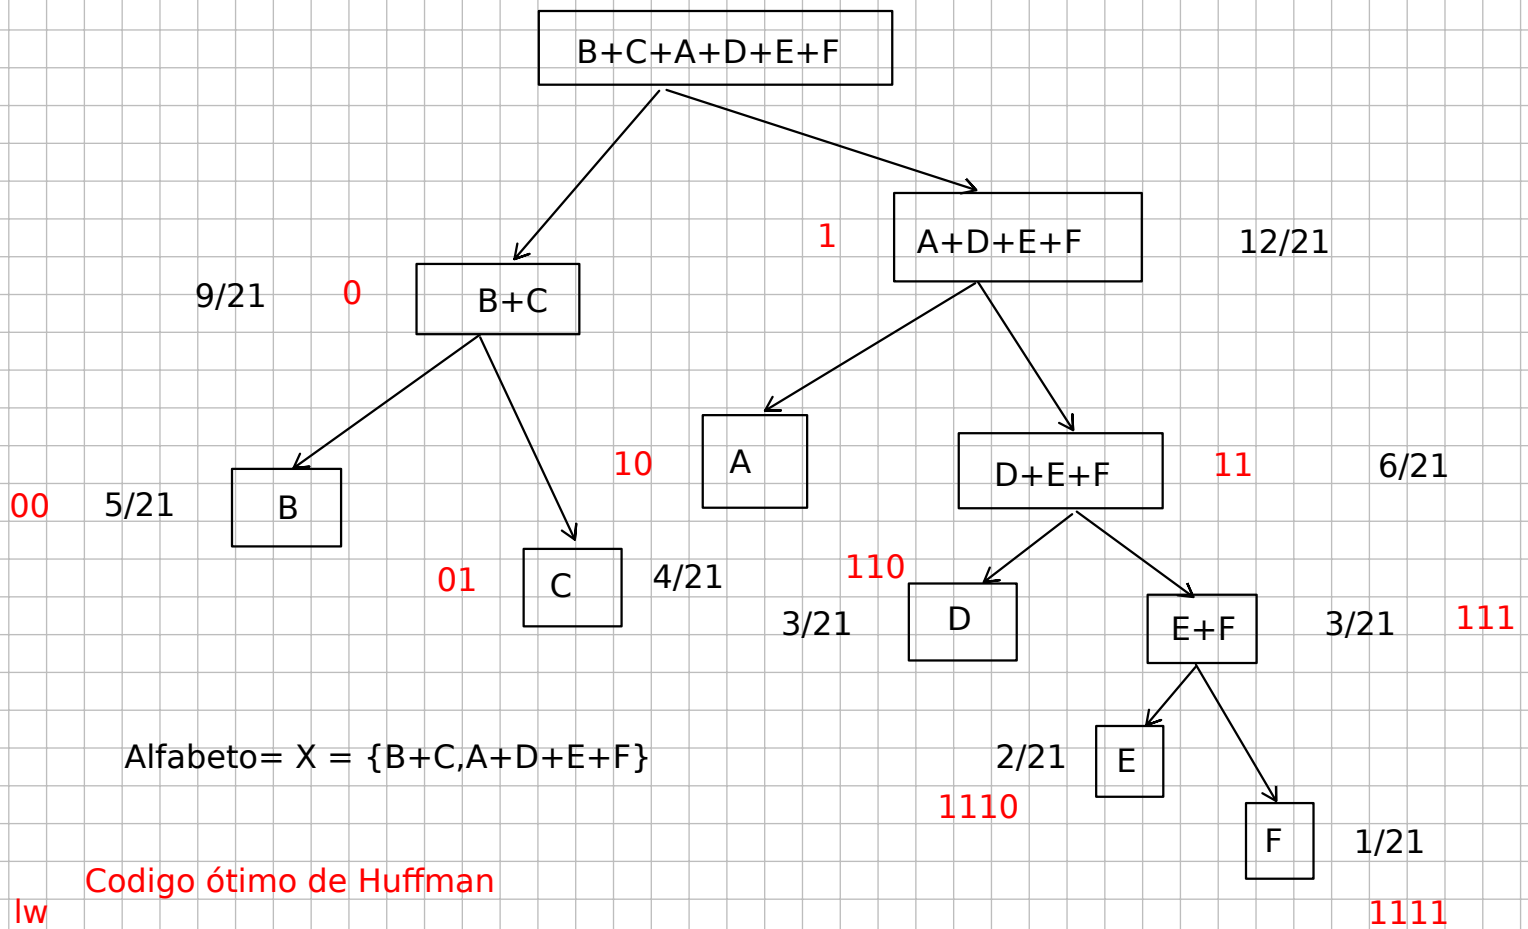 B+C+A+D+E+F
1
A+D+E+F
12/21
9/21
0
B+C
10
A
D+E+F
11
6/21
00
5/21
B
01
C
4/21
110
3/21
D
E+F
3/21
111
Alfabeto= X = {B+C,A+D+E+F}
2/21
E
1110
F
1/21
Codigo ótimo de Huffman
lw
1111